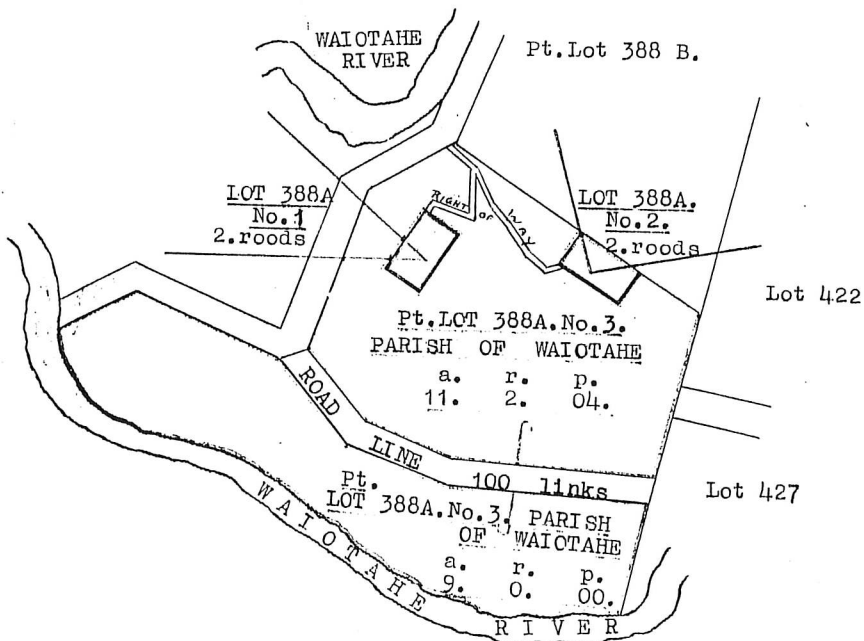 WAIOTAHE
RIVER
Pt.Lot 388 B.
LOT 388A
No.1
2.roods
RIGHT OF WAY
LOT 388A.
No.2.
2.roods
Lot 422
Pt.LOT 388A.No.3.
PARISH OF WAIOTAHE
a. r. p.
11. 2. 04.
ROAD LINE 100 links
Lot 427
Pt.
LOT 388A.No.3. PARISH
OF WAIOTAHE
a. r. p.
9. 0. 00.
WAIOTAHE RIVER